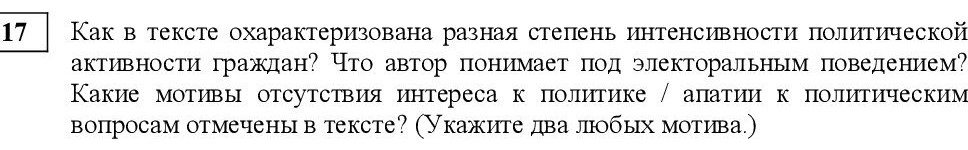 17 Как в тексте охарактеризована разная степень интенсивности политической
активности граждан? Что автор понимает под электоральным поведением?
Какие мотивы отсутствия интереса к политике / апатии к политическим
вопросам отмечены в тексте? (Укажите два любых мотива.)